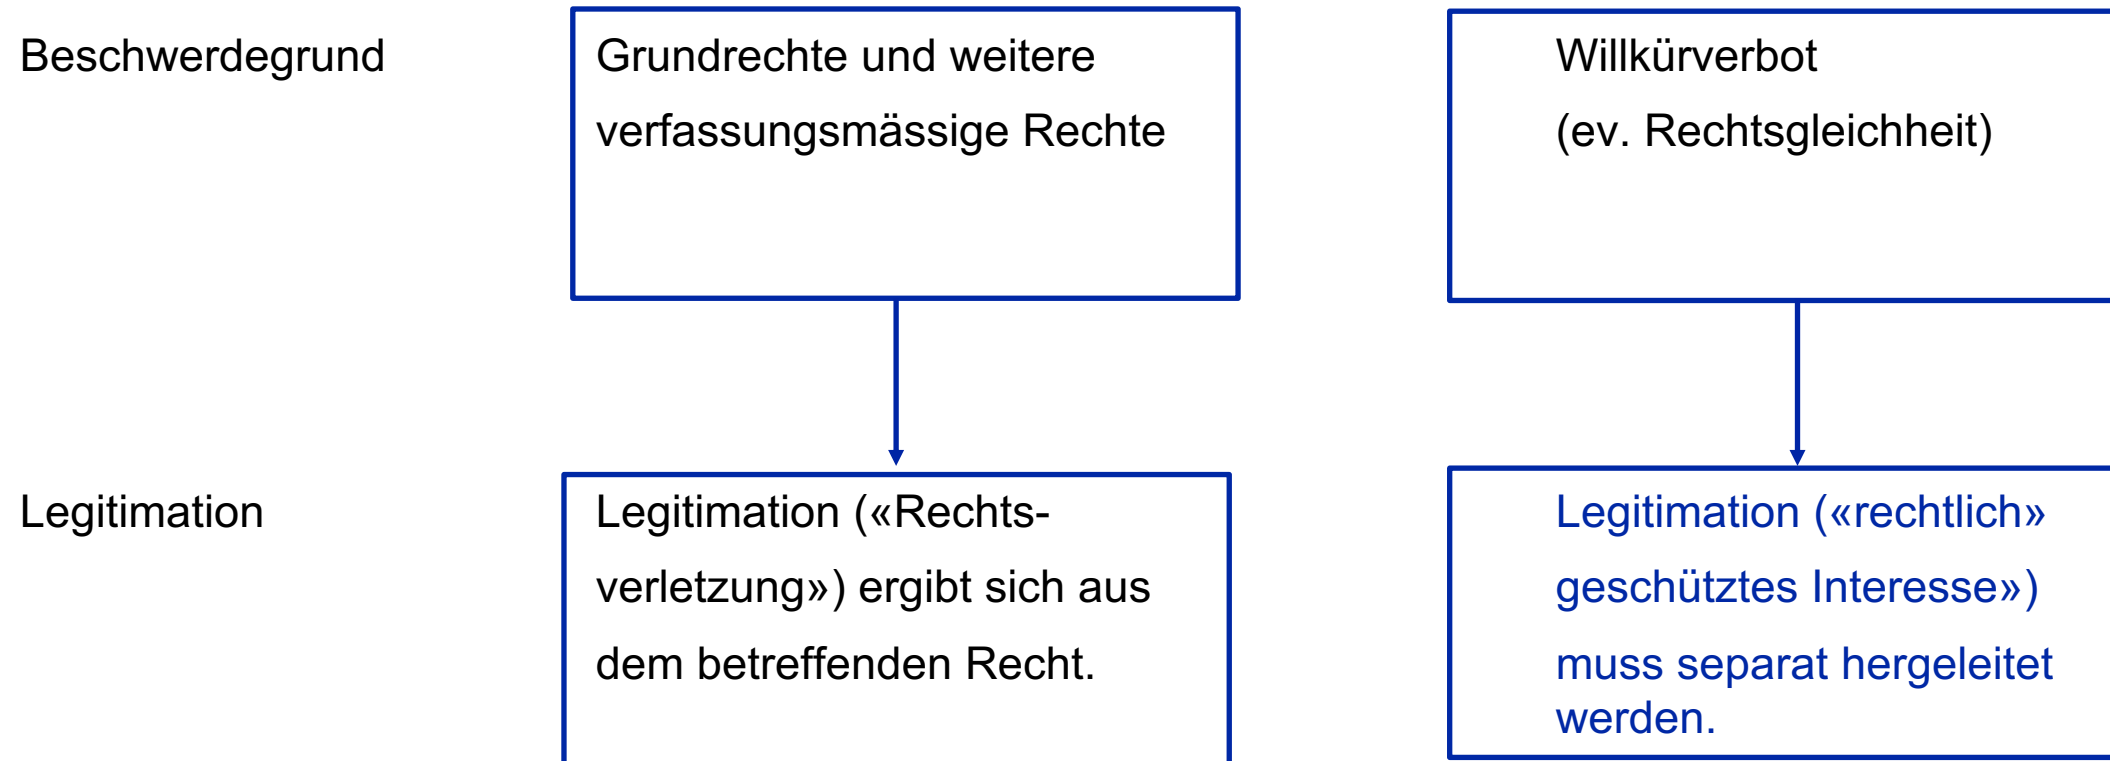 Beschwerdegrund
Grundrechte und weitere
verfassungsmässige Rechte
Willkürverbot
(ev. Rechtsgleichheit)
Legitimation
Legitimation («Rechts-
verletzung») ergibt sich aus
dem betreffenden Recht.
Legitimation («rechtlich»
geschütztes Interesse»)
muss separat hergeleitet
werden.